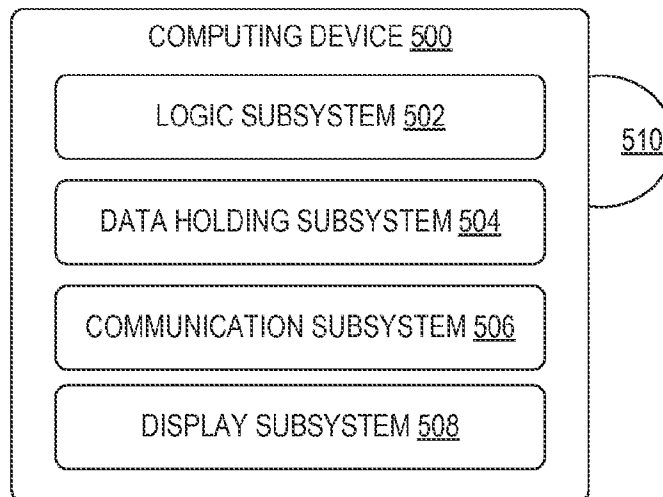 COMPUTING DEVICE 500
LOGIC SUBSYSTEM 502
510
DATA HOLDING SUBSYSTEM 504
COMMUNICATION SUBSYSTEM 506
DISPLAY SUBSYSTEM 508